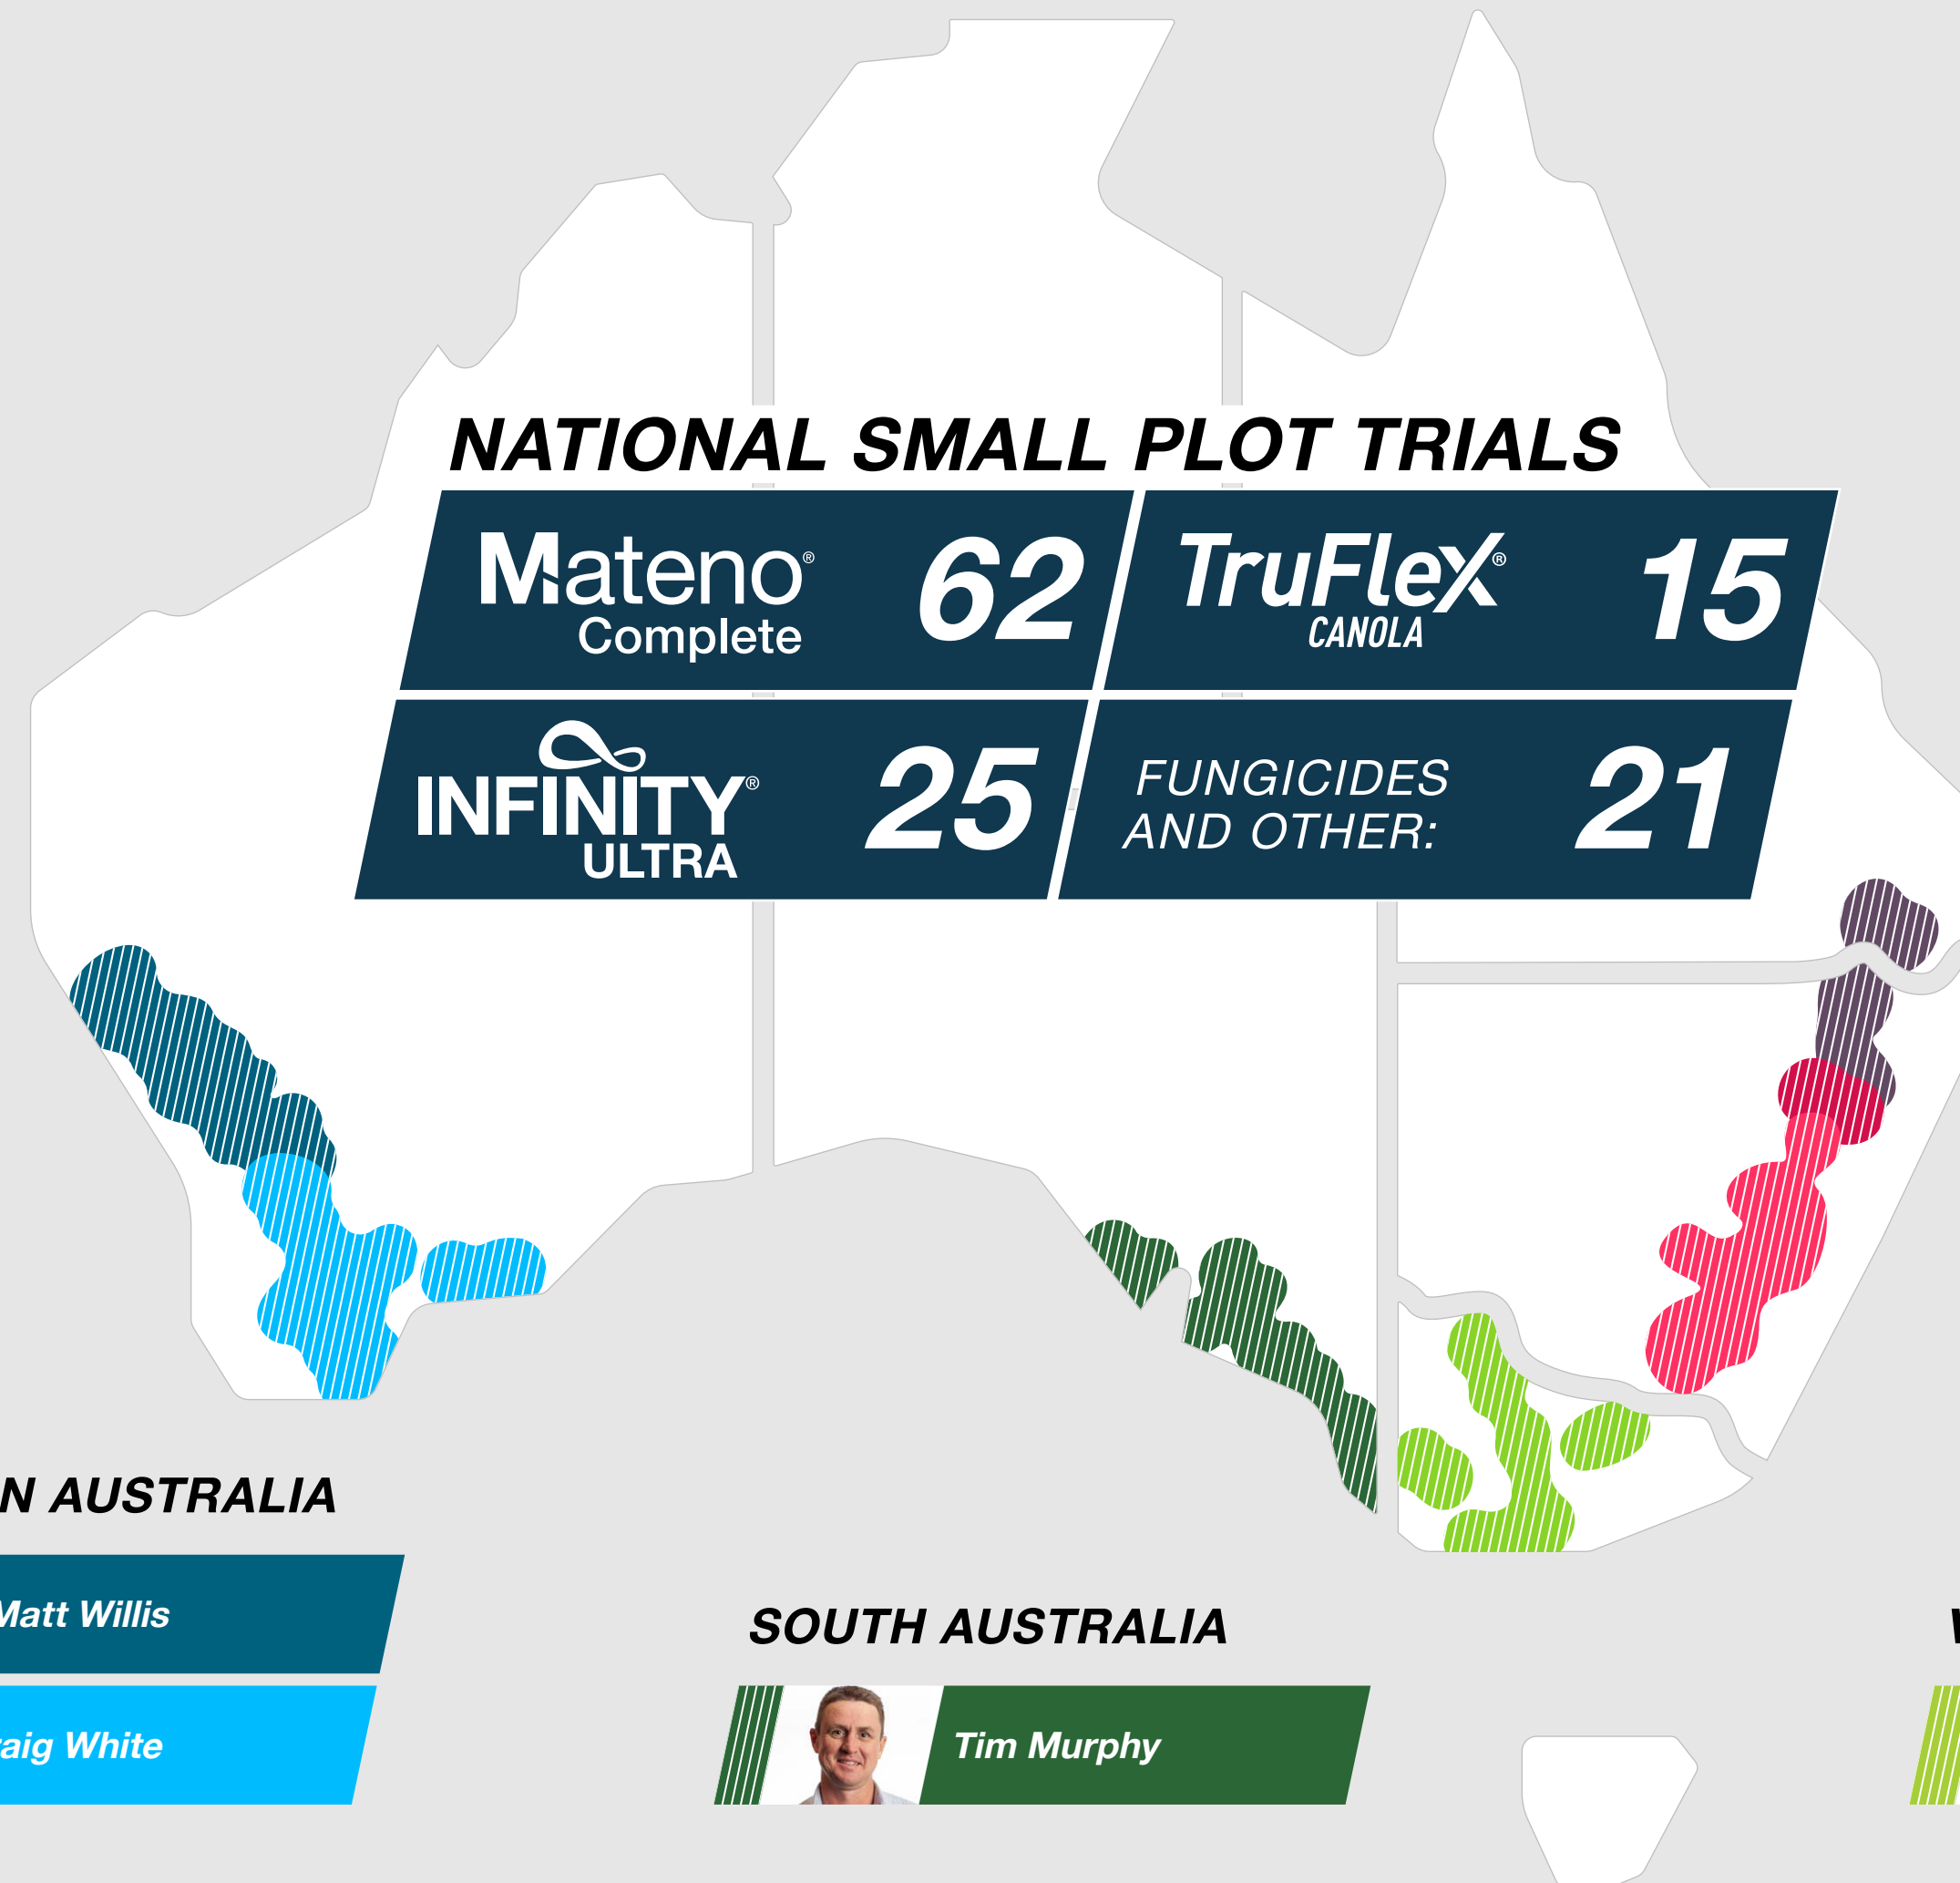 NATIONAL SMALL PLOT TRIALS
Mateno®
Complete
62
TruFlex®
CANOLA
15
INFINITY®
ULTRA
25
FUNGICIDES
AND OTHER:
21
N AUSTRALIA
Matt Willis
aig White
SOUTH AUSTRALIA
Tim Murphy